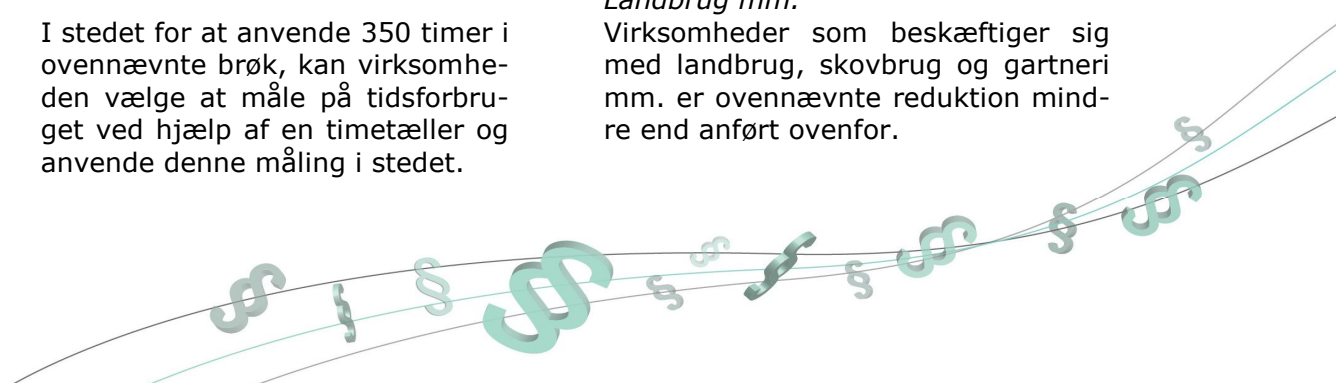 I stedet for at anvende 350 timer i
ovennævnte brøk, kan virksomhe-
den vælge at måle på tidsforbru-
get ved hjælp af en timetæller og
anvende denne måling i stedet.
Landbrug mm.
Virksomheder som beskæftiger sig
med landbrug, skovbrug og gartneri
mm. er ovennævnte reduktion mind-
re end anført ovenfor.
§
§
§
§
§
§
§
§
§
§
§
§